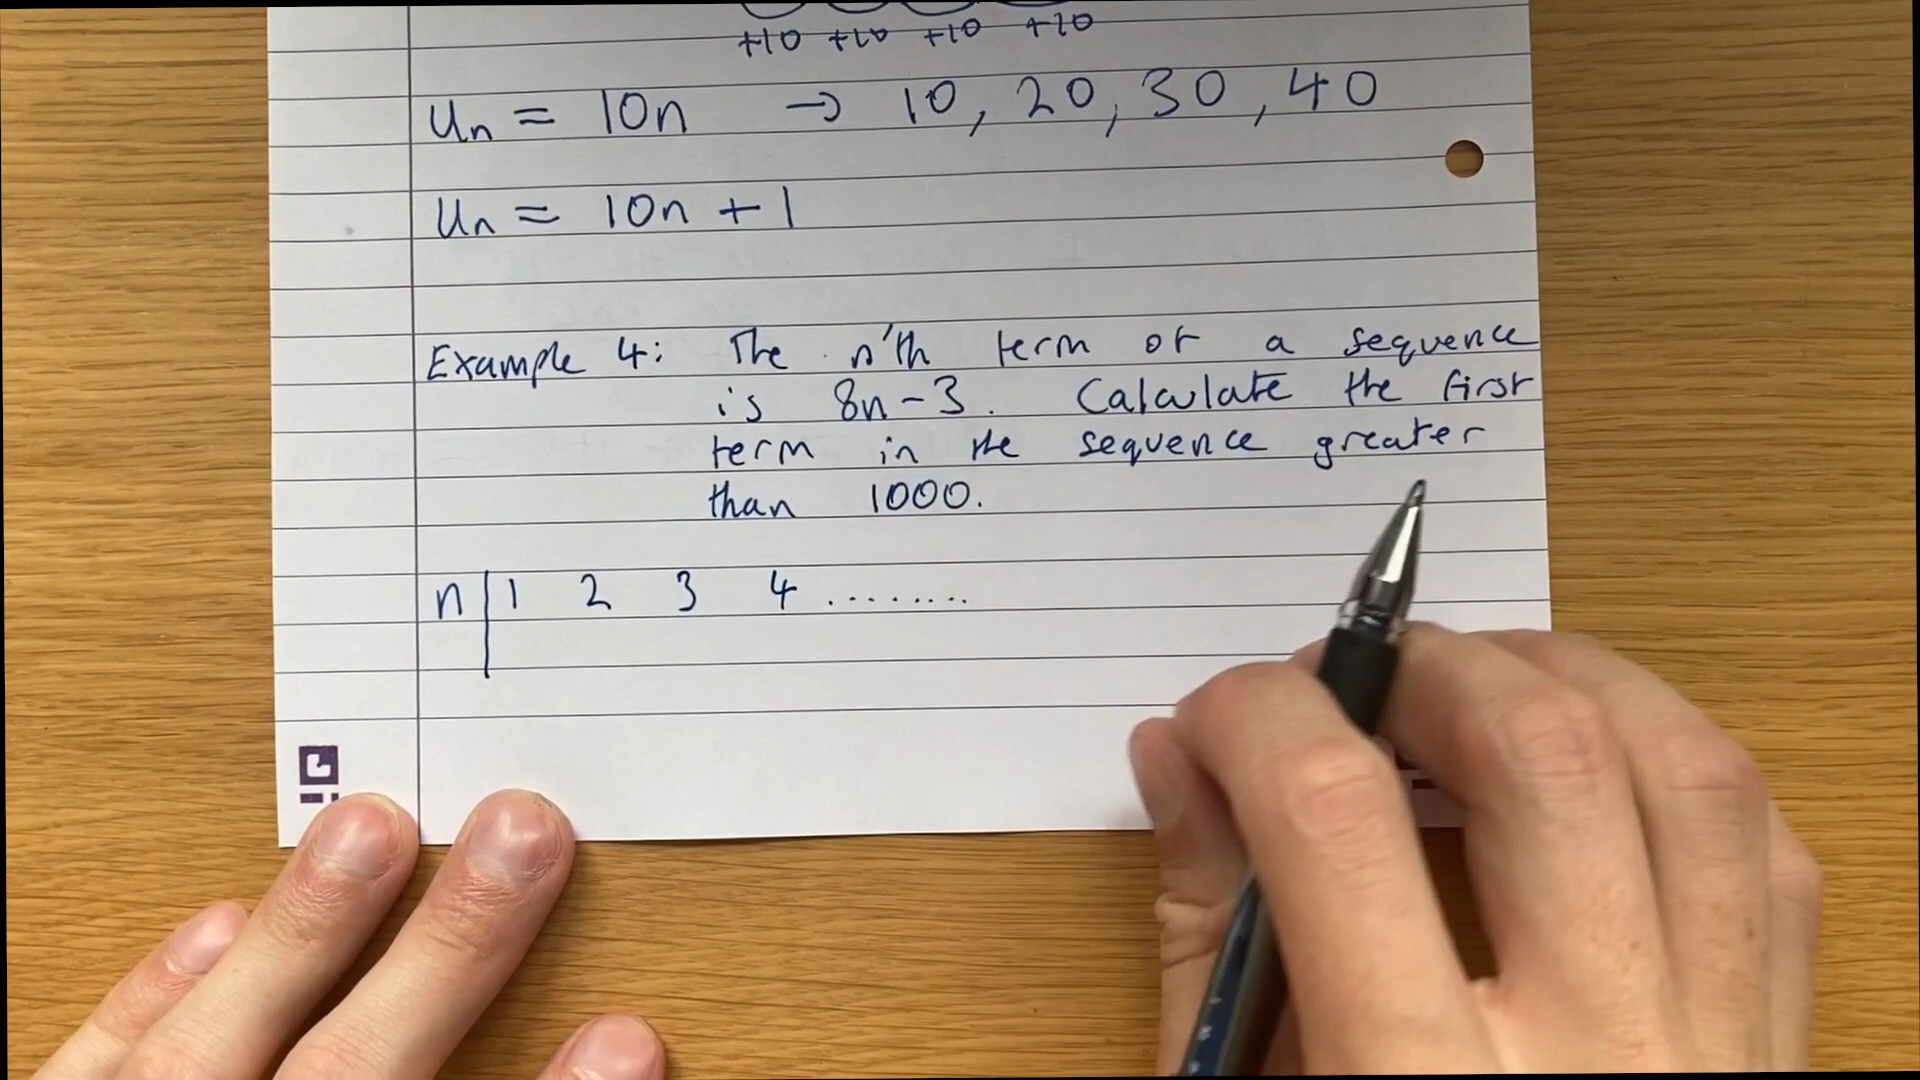 +10 +10 +10 +10
Un = 10n → 10, 20, 30, 40
Un = 10n + 1
Example 4: The n'th term of a sequence
is 8n - 3. Calculate the first
term in the sequence greater
than 1000.
n | 1 2 3 4 ........